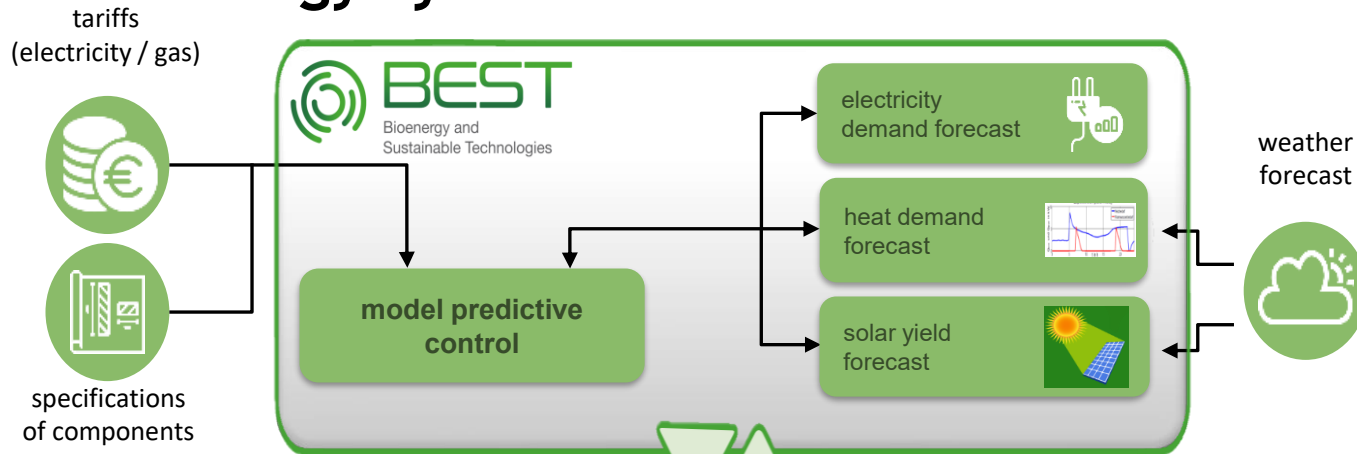 tariffs
(electricity / gas)
BEST
Bioenergy and
Sustainable Technologies
electricity
demand forecast
weather
forecast
heat demand
forecast
model predictive
control
solar yield
forecast
specifications
of components